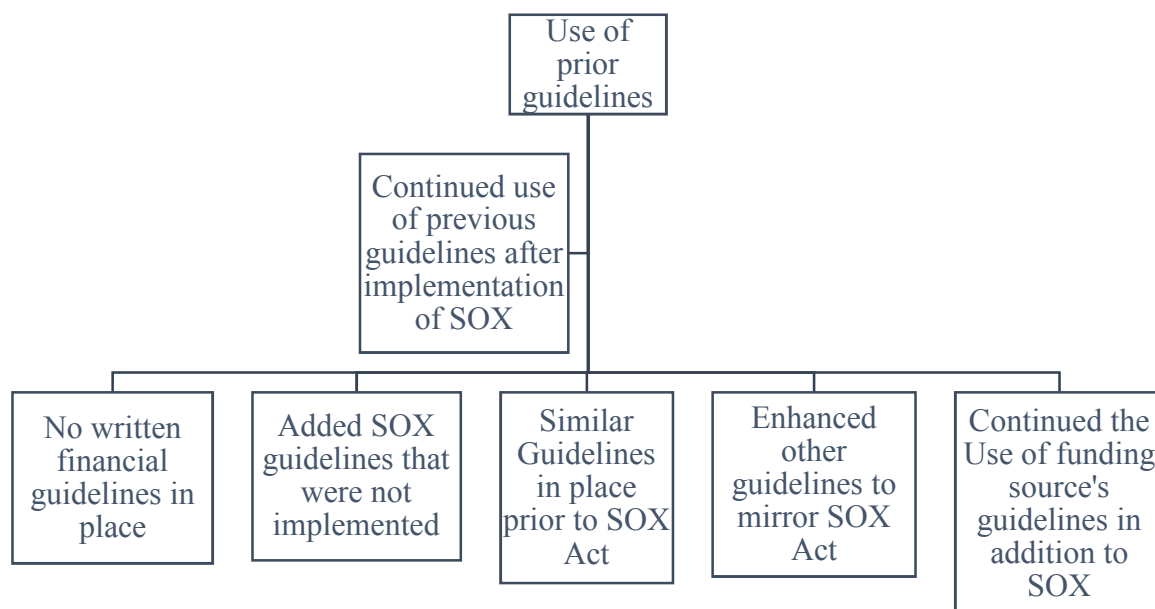 Use of
prior
guidelines
Continued use
of previous
guidelines after
implementation
of SOX
No written
financial
guidelines in
place
Added SOX
guidelines that
were not
implemented
Similar
Guidelines
in place
prior to SOX
Act
Enhanced
other
guidelines to
mirror SOX
Act
Continued the
Use of funding
source's
guidelines in
addition to
SOX